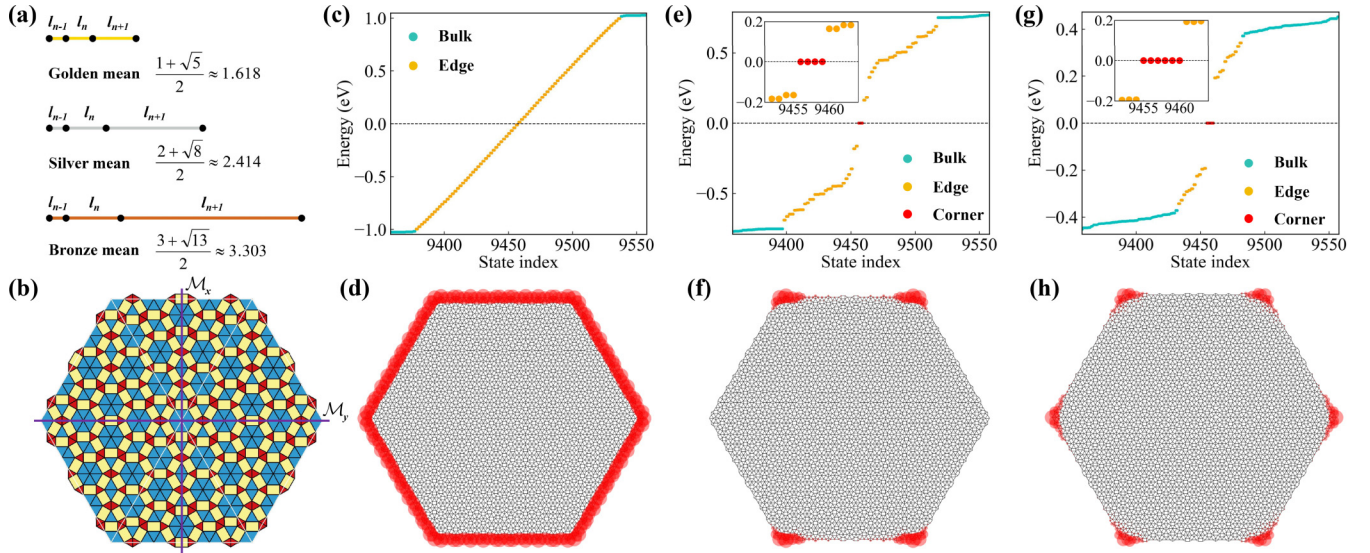 (a)
l_{n-1} l_n l_{n+1}
Golden mean (1+√5)/2 ≈1.618
l_{n-1} l_n l_{n+1}
Silver mean (2+√8)/2 ≈2.414
l_{n-1} l_n l_{n+1}
Bronze mean (3+√13)/2 ≈3.303
(b)
ℳ_x
ℳ_y
(c)
Energy (eV)
1.0
0.5
0.0
−0.5
−1.0
Bulk
Edge
9400 9450 9500 9550
State index
(d)
(e)
Energy (eV)
0.5
0.0
−0.5
0.2
0.0
−0.2
9455 9460
Bulk
Edge
Corner
9400 9450 9500 9550
State index
(f)
(g)
Energy (eV)
0.4
0.2
0.0
−0.2
−0.4
0.2
0.0
−0.2
9455 9460
Bulk
Edge
Corner
9400 9450 9500 9550
State index
(h)